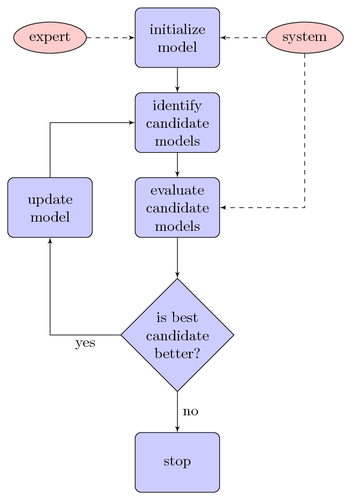 expert
initialize
model
system
identify
candidate
models
update
model
evaluate
candidate
models
is best
candidate
better?
yes
no
stop